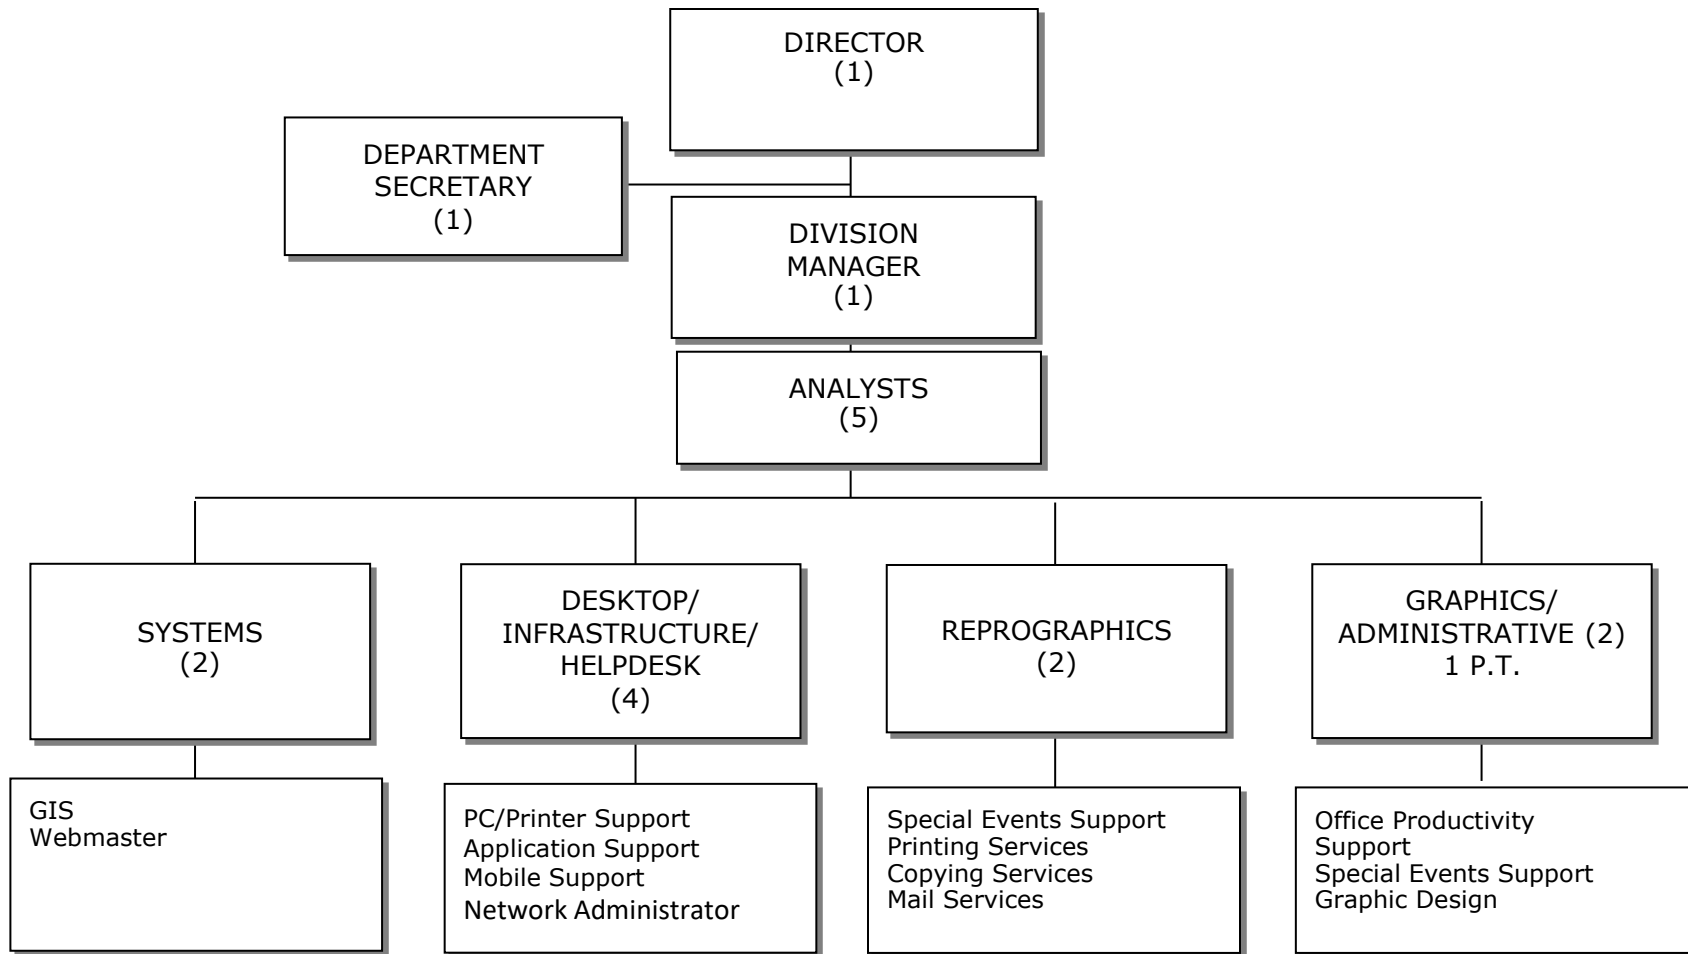 DIRECTOR
(1)
DEPARTMENT
SECRETARY
(1)
DIVISION
MANAGER
(1)
ANALYSTS
(5)
SYSTEMS
(2)
DESKTOP/
INFRASTRUCTURE/
HELPDESK
(4)
REPROGRAPHICS
(2)
GRAPHICS/
ADMINISTRATIVE (2)
1 P.T.
GIS
Webmaster
PC/Printer Support
Application Support
Mobile Support
Network Administrator
Special Events Support
Printing Services
Copying Services
Mail Services
Office Productivity
Support
Special Events Support
Graphic Design